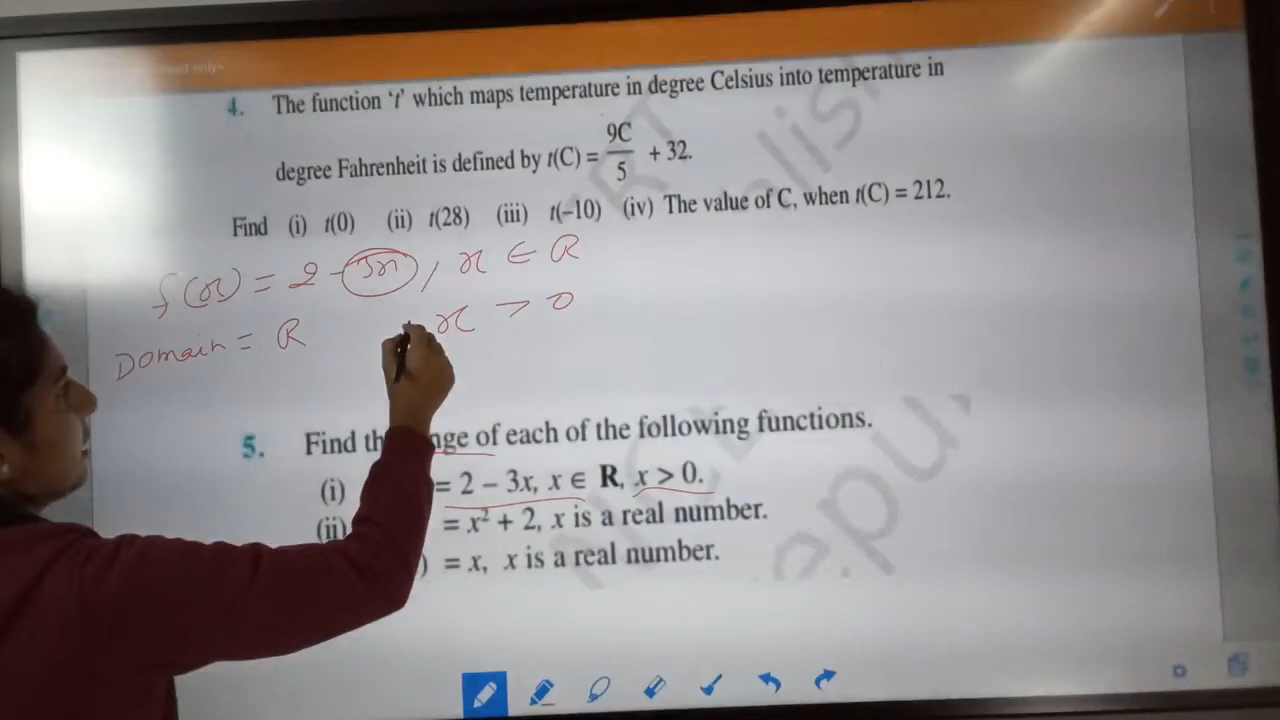 4. The function ‘t’ which maps temperature in degree Celsius into temperature in
degree Fahrenheit is defined by t(C) = 9C/5 + 32.
Find (i) t(0) (ii) t(28) (iii) t(–10) (iv) The value of C, when t(C) = 212.
f(x) = 2 - 3x, x ∈ R
Domain = R x > 0
5. Find th nge of each of the following functions.
(i) = 2 – 3x, x ∈ R, x > 0.
(ii) = x² + 2, x is a real number.
) = x, x is a real number.